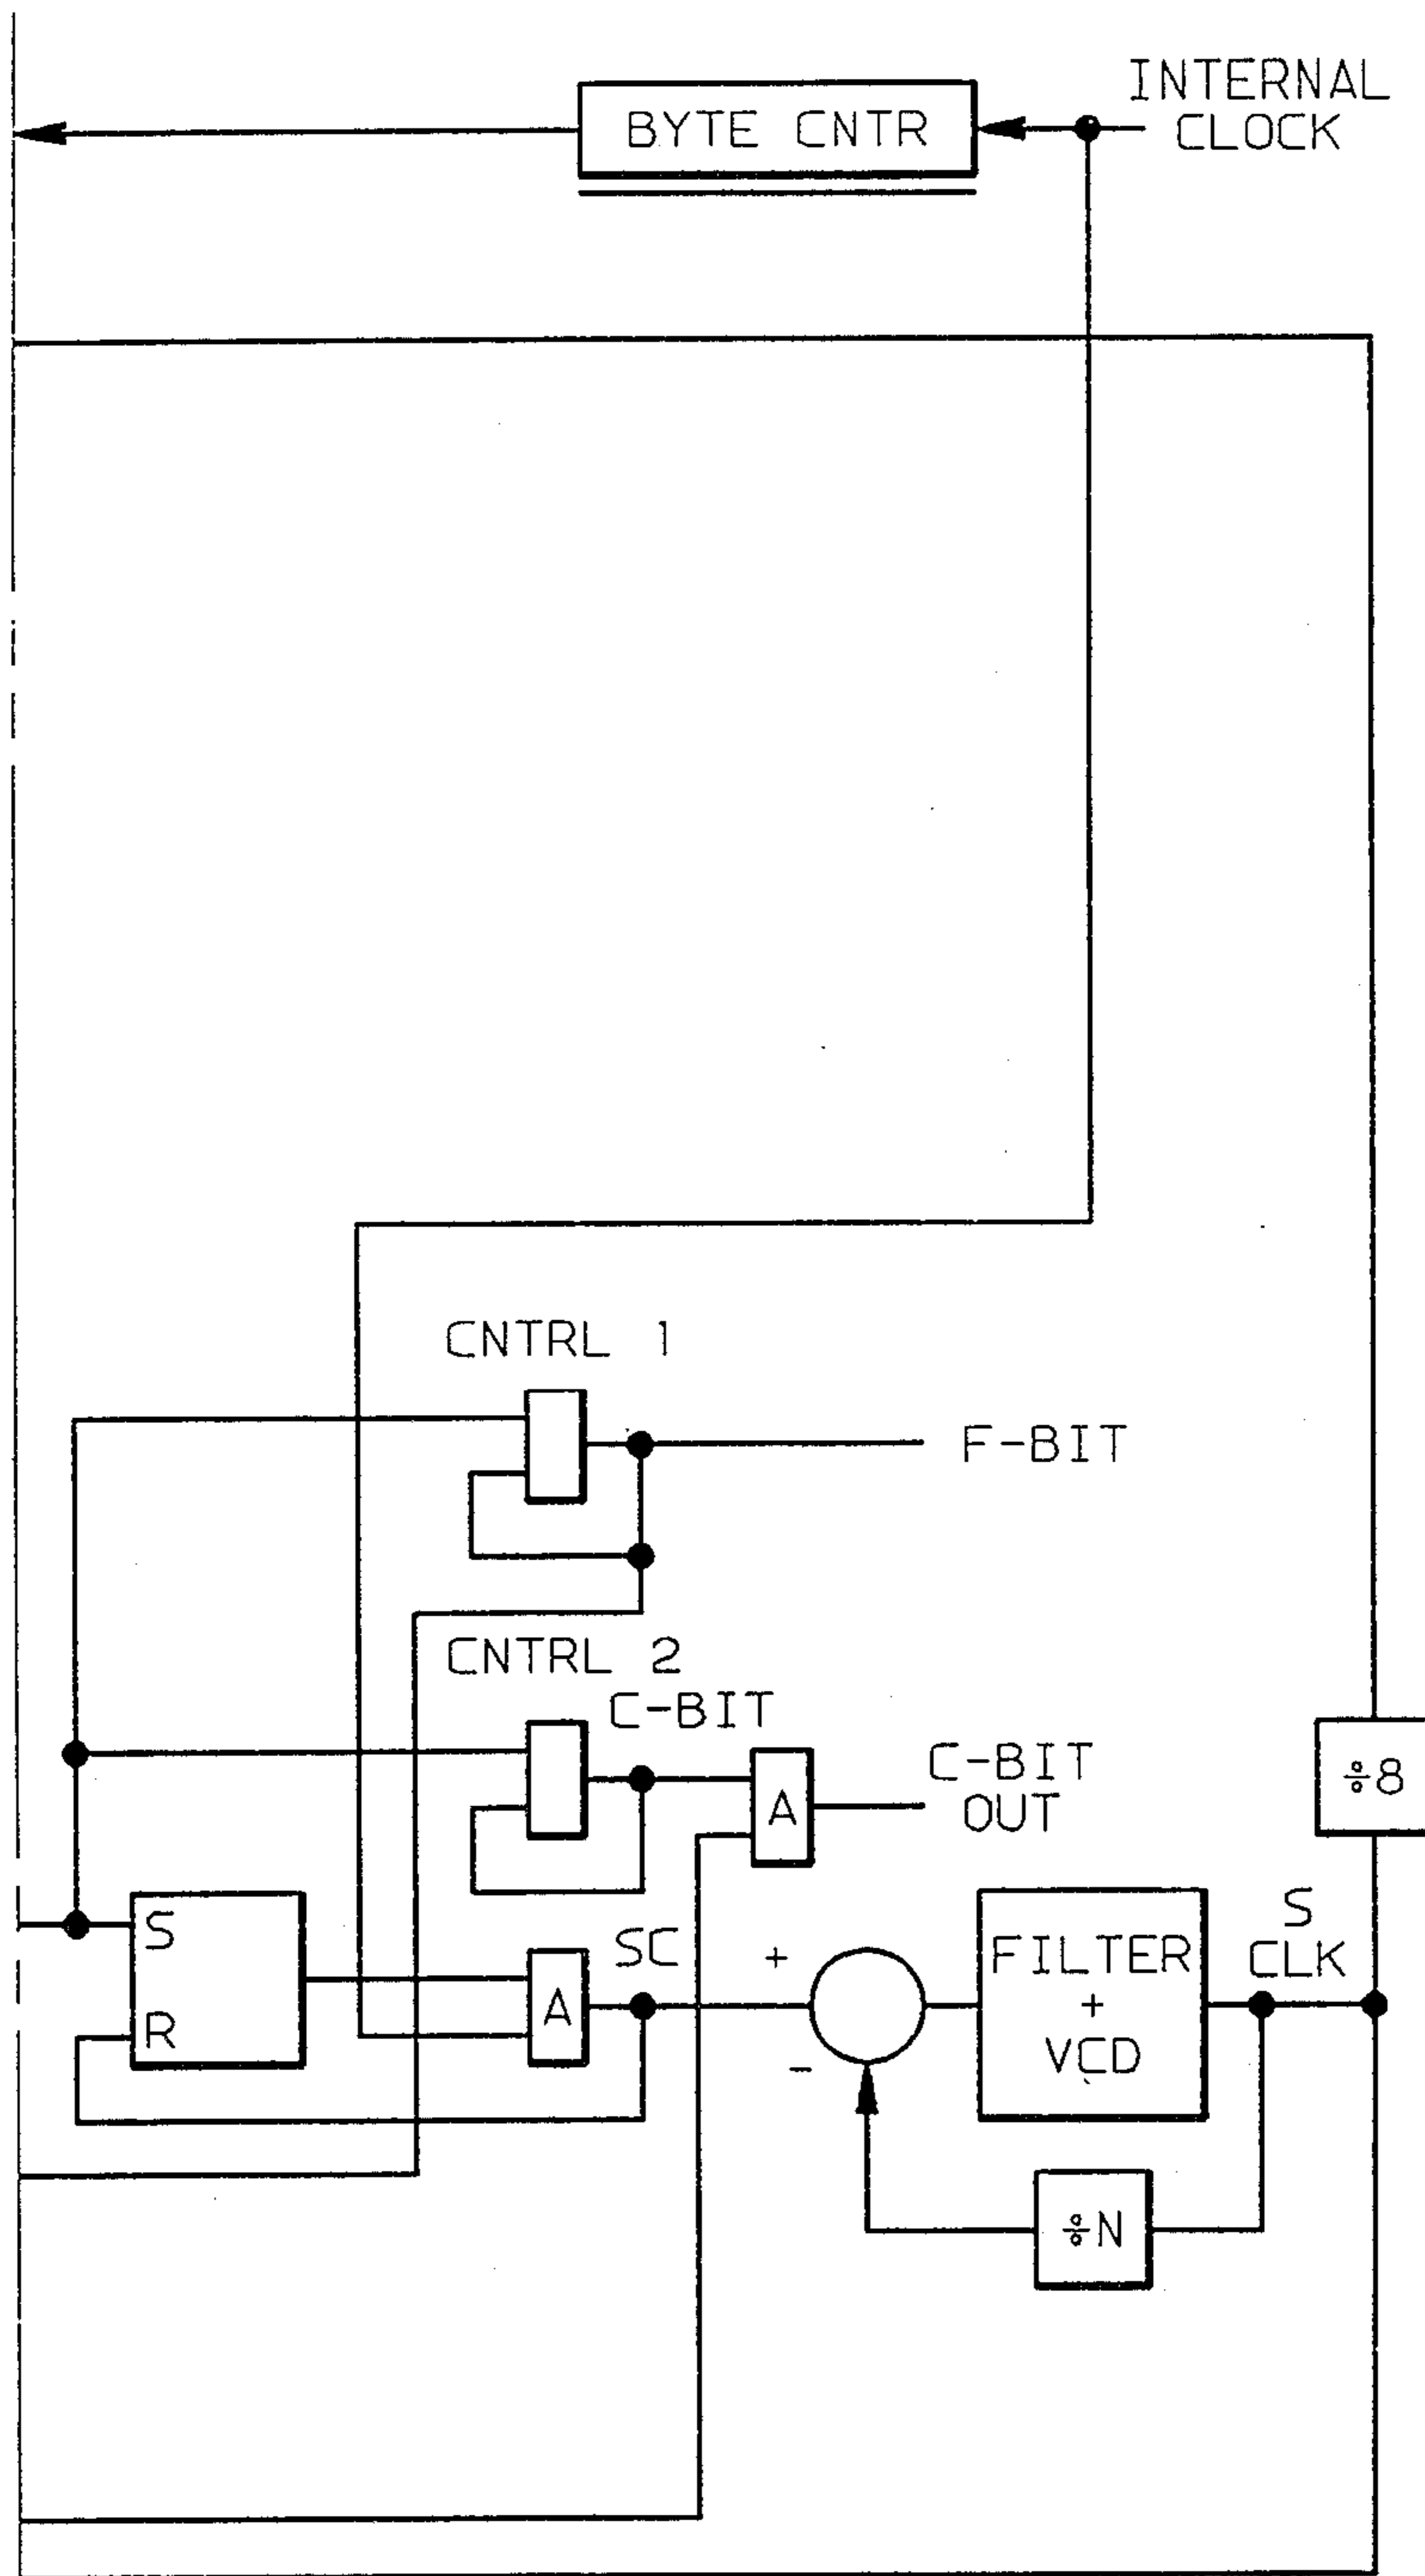 INTERNAL
CLOCK
BYTE CNTR
CNTRL 1
F-BIT
CNTRL 2
C-BIT
C-BIT
OUT
A
÷8
S
R
A
SC
+
-
FILTER
+
VCD
S
CLK
÷N